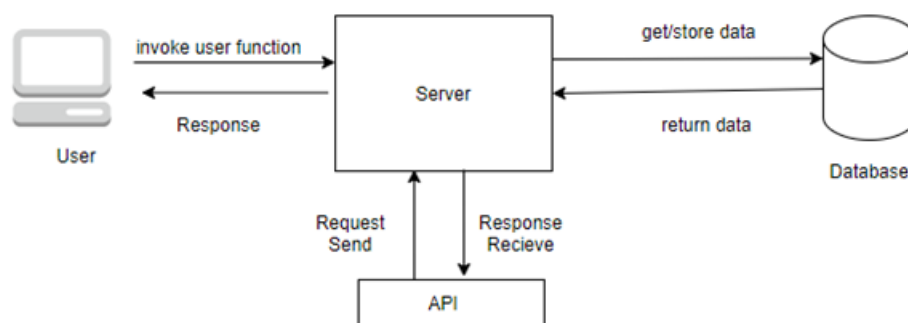 invoke user function
get/store data
Server
Response
return data
User
Database
Request
Send
Response
Recieve
API